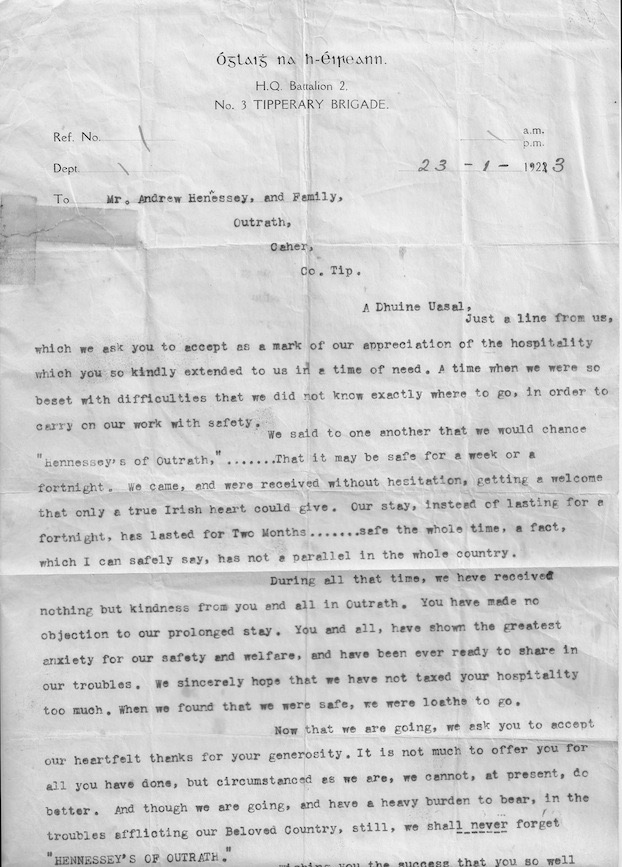 Óglaiġ na h-Éireann.
H.Q. Battalion 2.
No. 3 TIPPERARY BRIGADE.
Ref. No.
a.m.
p.m.
Dept.
23 - 1 - 1923
To Mr. Andrew Henessey, and Family,
Outrath,
Caher,
Co. Tip.
A Dhuine Uasal,
Just a line from us,
which we ask you to accept as a mark of our appreciation of the hospitality
which you so kindly extended to us in a time of need. A time when we were so
beset with difficulties that we did not know exactly where to go, in order to
carry on our work with safety.
We said to one another that we would chance
"Hennessey's of Outrath,".......That it may be safe for a week or a
fortnight. We came, and were received without hesitation, getting a welcome
that only a true Irish heart could give. Our stay, instead of lasting for a
fortnight, has lasted for Two Months.......safe the whole time, a fact,
which I can safely say, has not a parallel in the whole country.
During all that time, we have received
nothing but kindness from you and all in Outrath. You have made no
objection to our prolonged stay. You and all, have shown the greatest
anxiety for our safety and welfare, and have been ever ready to share in
our troubles. We sincerely hope that we have not taxed your hospitality
too much. When we found that we were safe, we were loathe to go.
Now that we are going, we ask you to accept
our heartfelt thanks for your generosity. It is not much to offer you for
all you have done, but circumstanced as we are, we cannot, at present, do
better. And though we are going, and have a heavy burden to bear, in the
troubles afflicting our Beloved Country, still, we shall never forget
"HENNESSEY'S OF OUTRATH."
Wishing you the success that you so well